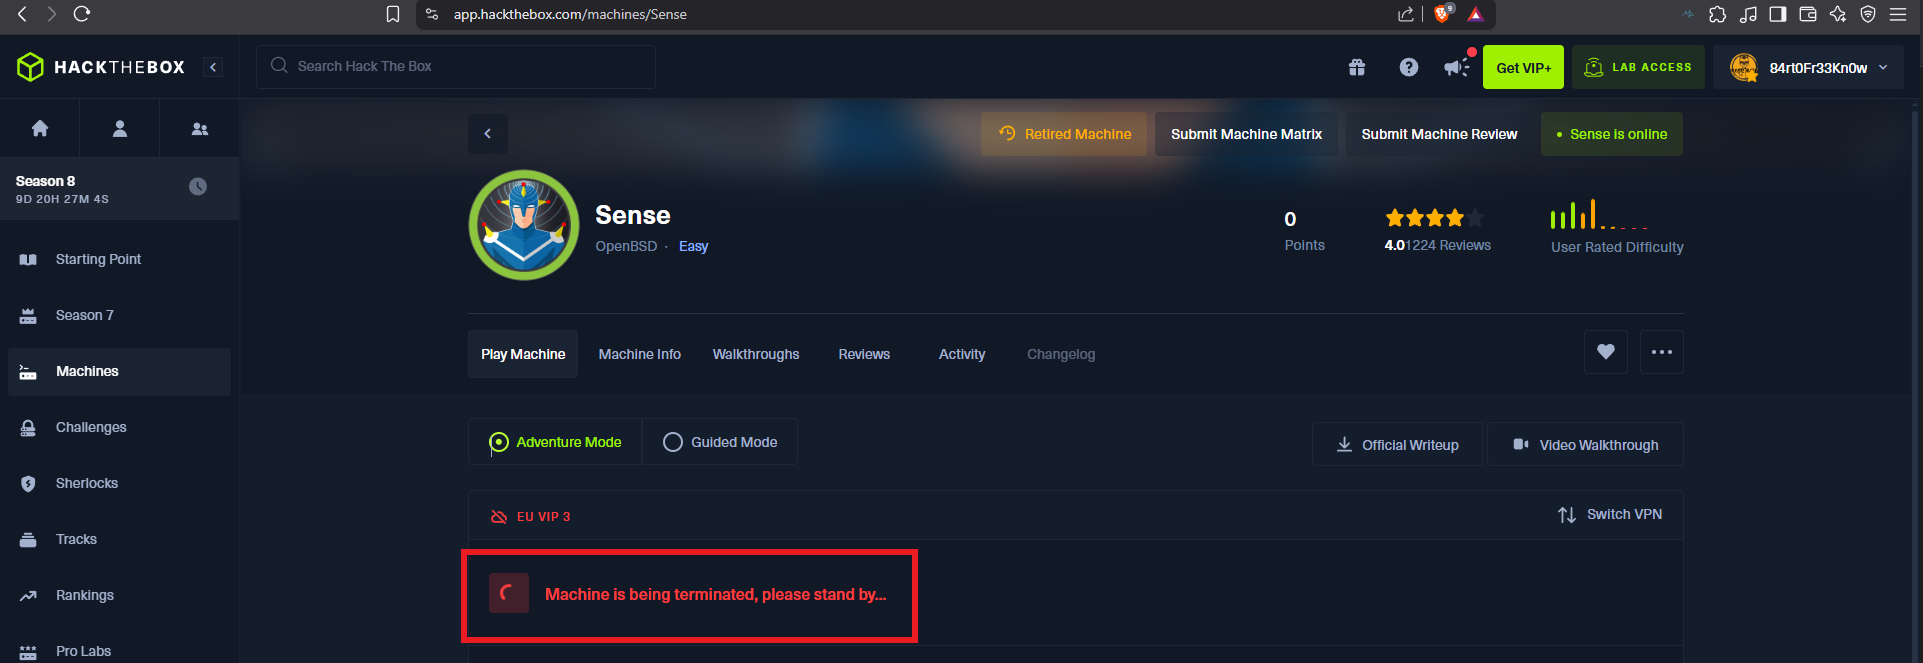 app.hackthebox.com/machines/Sense
9
HACKTHEBOX
Search Hack The Box
Get VIP+
LAB ACCESS
84rt0Fr33Kn0w
Season 8
9D 20H 27M 4S
Starting Point
Season 7
Machines
Challenges
Sherlocks
Tracks
Rankings
Pro Labs
Retired Machine
Submit Machine Matrix
Submit Machine Review
Sense is online
Sense
OpenBSD · Easy
0
Points
4.0 1224 Reviews
User Rated Difficulty
Play Machine
Machine Info
Walkthroughs
Reviews
Activity
Changelog
Adventure Mode
Guided Mode
Official Writeup
Video Walkthrough
EU VIP 3
Switch VPN
Machine is being terminated, please stand by...